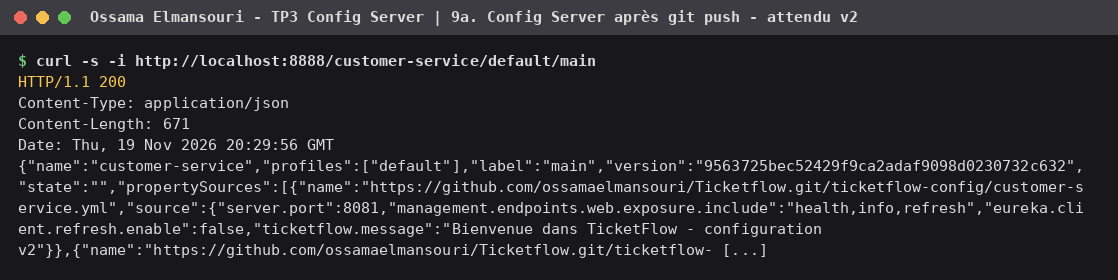 Ossama Elmansouri - TP3 Config Server | 9a. Config Server après git push - attendu v2
$ curl -s -i http://localhost:8888/customer-service/default/main
HTTP/1.1 200
Content-Type: application/json
Content-Length: 671
Date: Thu, 19 Nov 2026 20:29:56 GMT
{"name":"customer-service","profiles":["default"],"label":"main","version":"9563725bec52429f9ca2adaf9098d0230732c632",
"state":"","propertySources":[{"name":"https://github.com/ossamaelmansouri/Ticketflow.git/ticketflow-config/customer-s
ervice.yml","source":{"server.port":8081,"management.endpoints.web.exposure.include":"health,info,refresh","eureka.cli
ent.refresh.enable":false,"ticketflow.message":"Bienvenue dans TicketFlow - configuration
v2"}},{"name":"https://github.com/ossamaelmansouri/Ticketflow.git/ticketflow- [...]